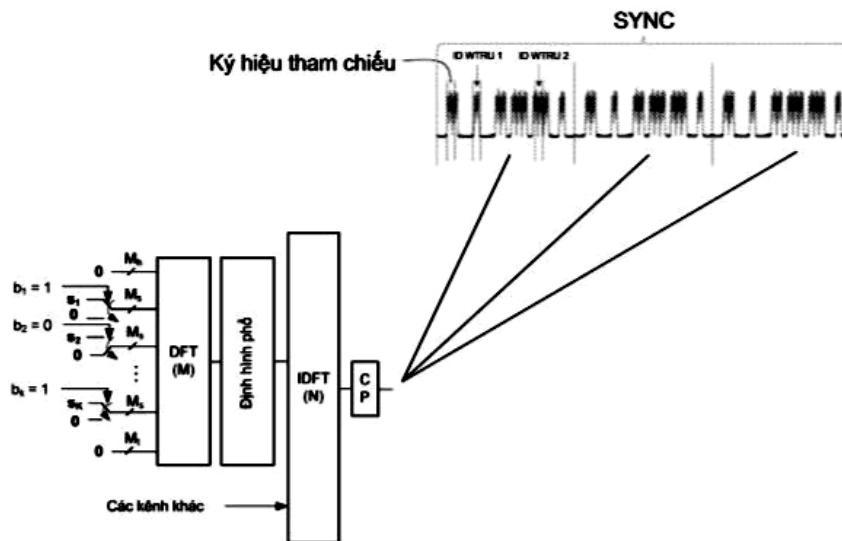 SYNC
ID WTRU 1
ID WTRU 2
Ký hiệu tham chiếu
0
Mh
b1 = 1
s1
0
Ms
b2 = 0
s2
0
Ms
DFT
(M)
Định hình phổ
IDFT
(N)
C
P
bk = 1
sK
0
Ms
0
Mt
Các kênh khác